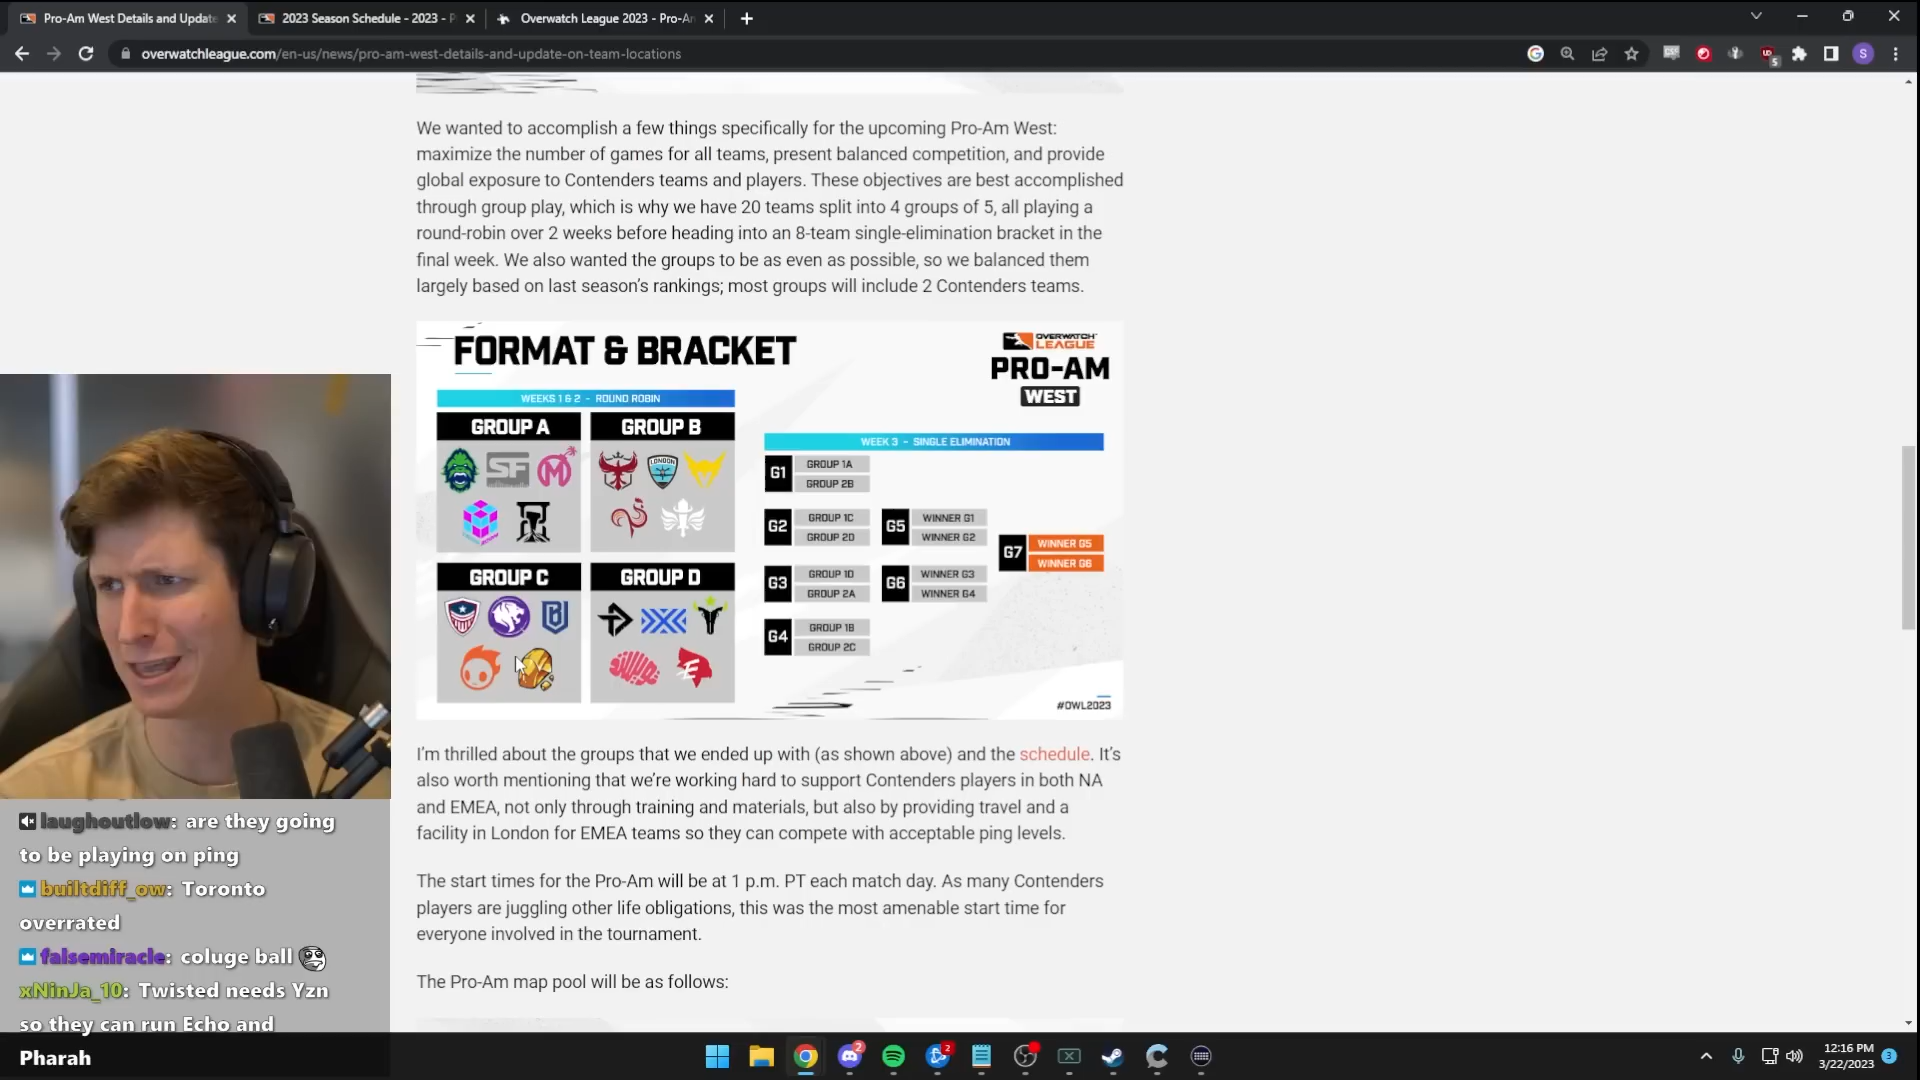 Pro-Am West Details and Update
2023 Season Schedule - 2023 - P
Overwatch League 2023 - Pro-Am
overwatchleague.com/en-us/news/pro-am-west-details-and-update-on-team-locations
S
5
We wanted to accomplish a few things specifically for the upcoming Pro-Am West:
maximize the number of games for all teams, present balanced competition, and provide
global exposure to Contenders teams and players. These objectives are best accomplished
through group play, which is why we have 20 teams split into 4 groups of 5, all playing a
round-robin over 2 weeks before heading into an 8-team single-elimination bracket in the
final week. We also wanted the groups to be as even as possible, so we balanced them
largely based on last season's rankings; most groups will include 2 Contenders teams.
FORMAT & BRACKET
OVERWATCH
LEAGUE
PRO-AM
WEST
WEEKS 1 & 2 - ROUND ROBIN
GROUP A
GROUP B
SF
M
LONDON
GROUP C
GROUP D
WEEK 3 - SINGLE ELIMINATION
G1
GROUP 1A
GROUP 2B
G2
GROUP 1C
GROUP 2D
G5
WINNER G1
WINNER G2
G7
WINNER G5
WINNER G6
G3
GROUP 1D
GROUP 2A
G6
WINNER G3
WINNER G4
G4
GROUP 1B
GROUP 2C
#OWL2023
I'm thrilled about the groups that we ended up with (as shown above) and the schedule. It's
also worth mentioning that we're working hard to support Contenders players in both NA
and EMEA, not only through training and materials, but also by providing travel and a
facility in London for EMEA teams so they can compete with acceptable ping levels.
The start times for the Pro-Am will be at 1 p.m. PT each match day. As many Contenders
players are juggling other life obligations, this was the most amenable start time for
everyone involved in the tournament.
The Pro-Am map pool will be as follows:
laughoutlow: are they going
to be playing on ping
builtdiff_ow: Toronto
overrated
falsemiracle: coluge ball
xNinJa_10: Twisted needs Yzn
so they can run Echo and
Pharah
2
2
12:16 PM
3/22/2023
3